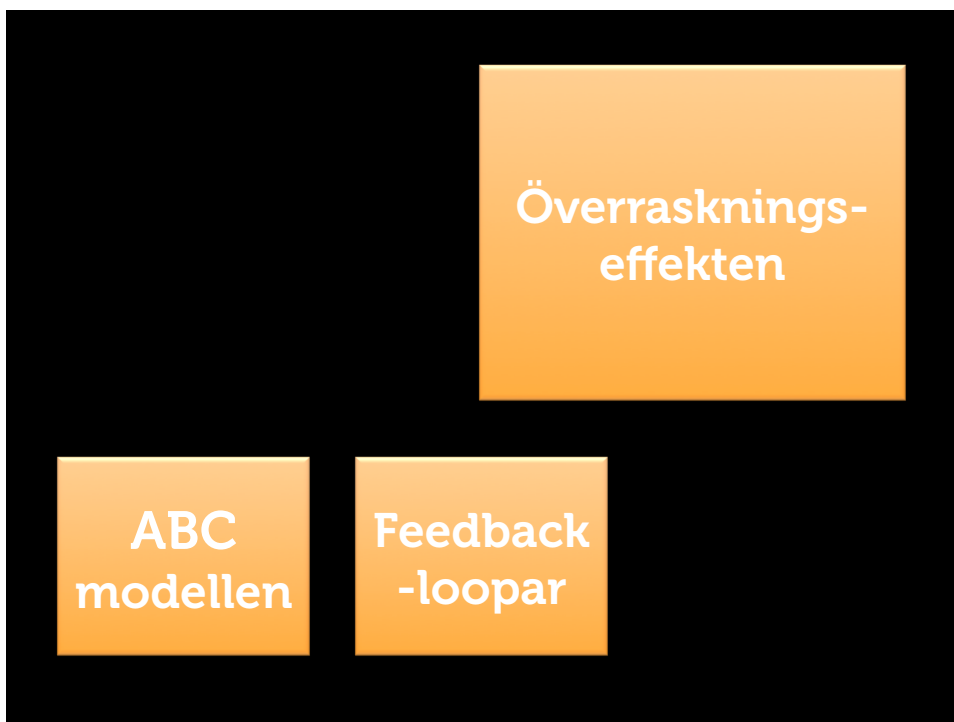 Överrasknings-
effekten
ABC
modellen
Feedback
-loopar